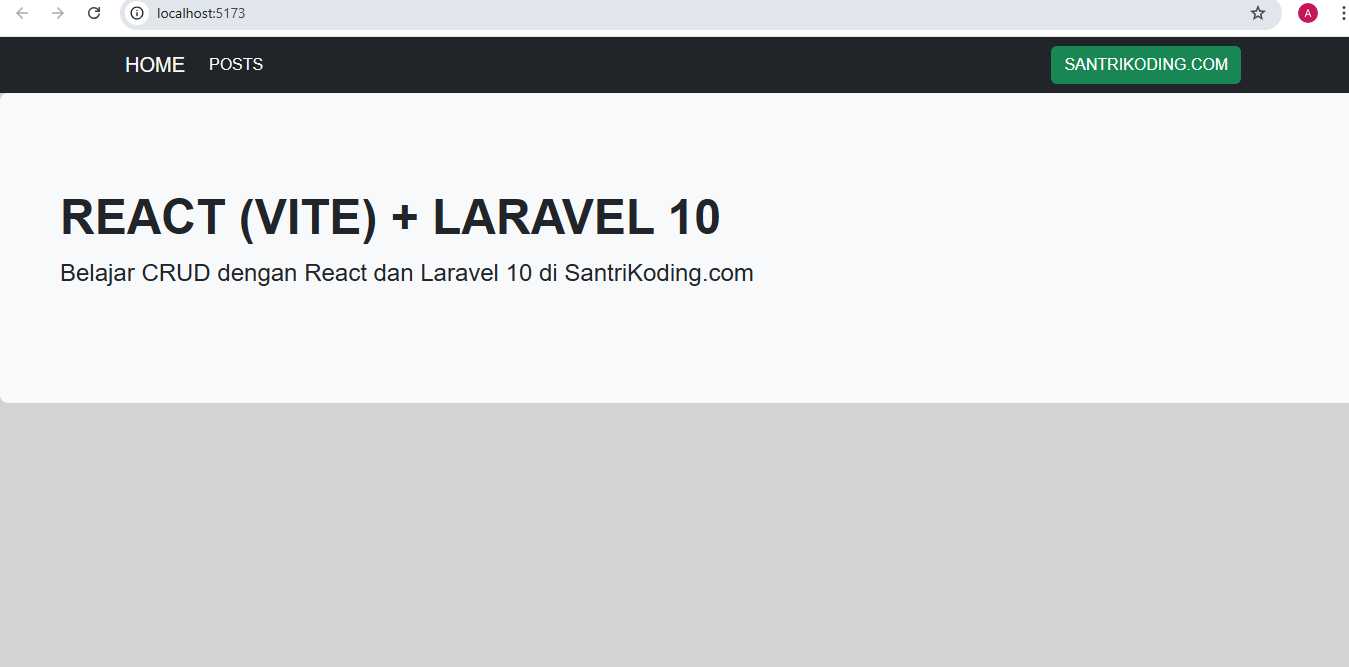 localhost:5173
A
HOME POSTS SANTRIKODING.COM
REACT (VITE) + LARAVEL 10
Belajar CRUD dengan React dan Laravel 10 di SantriKoding.com